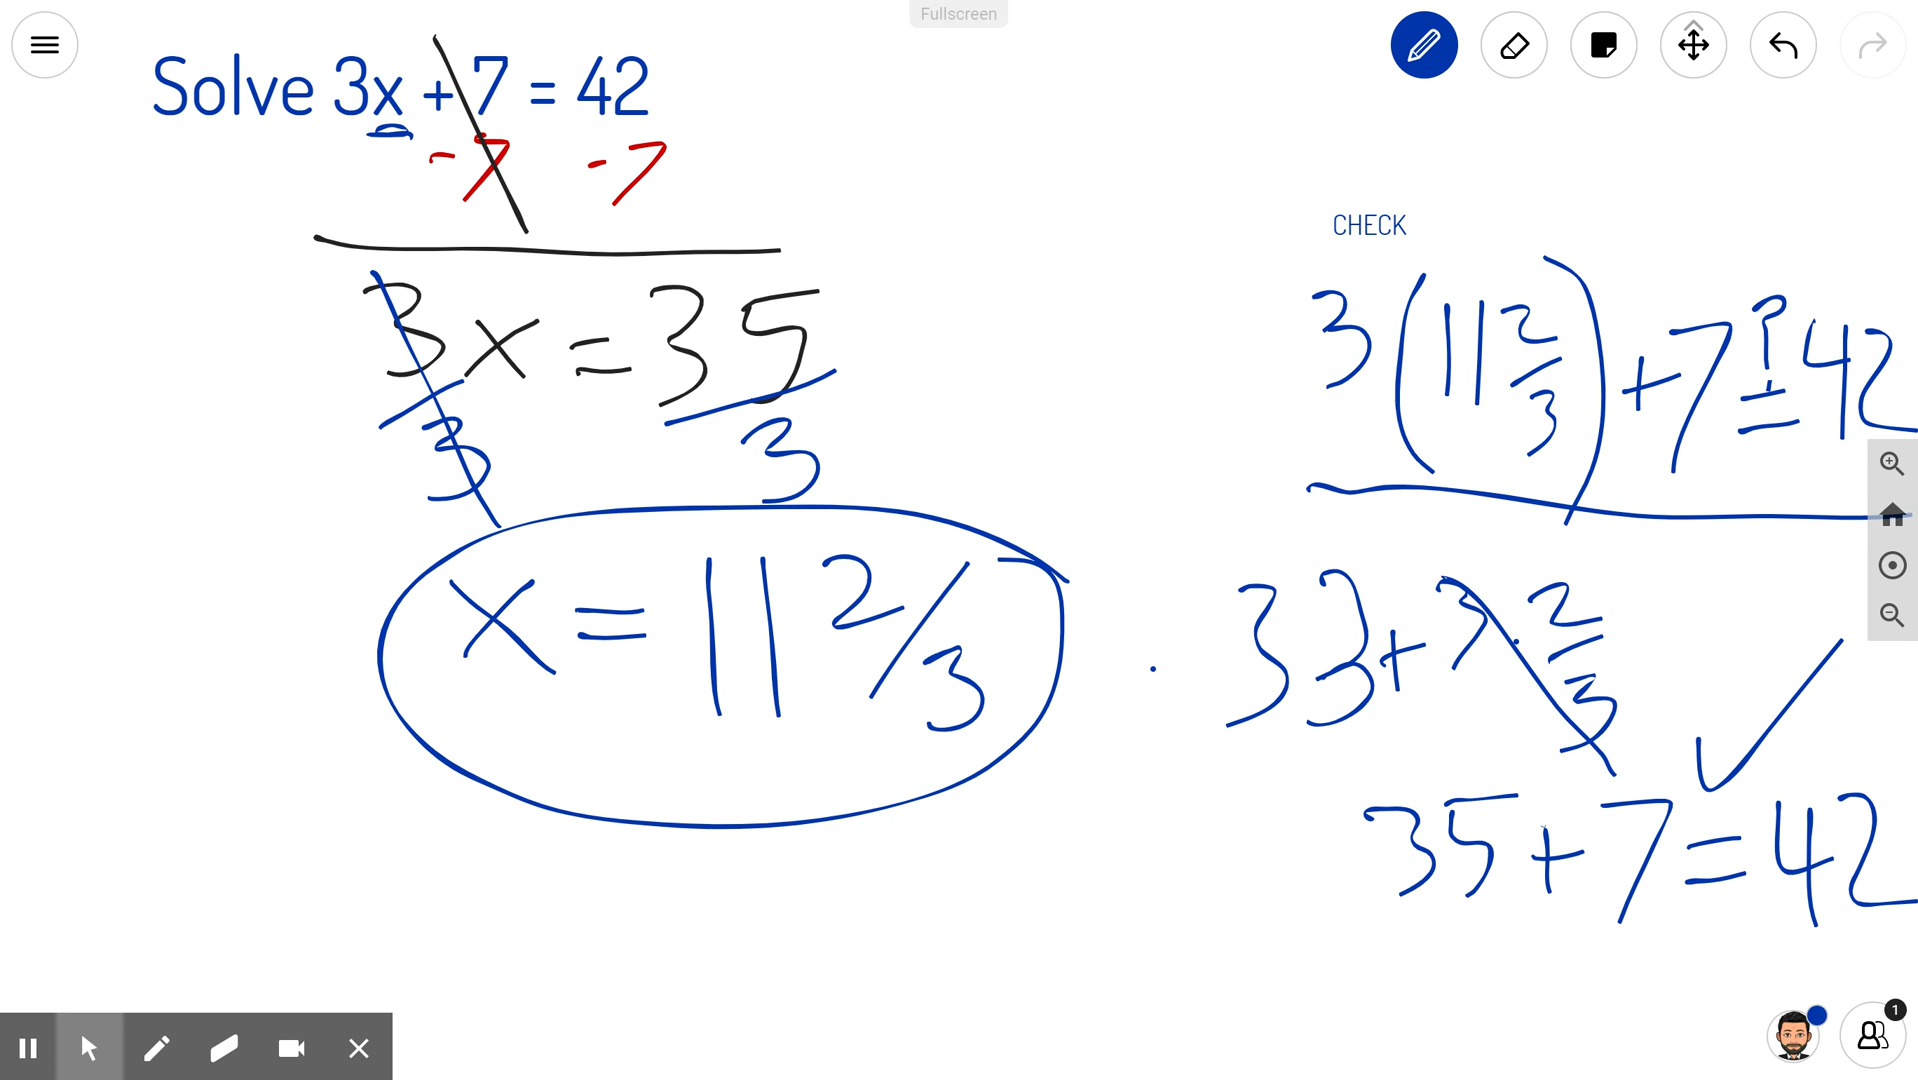 Fullscreen
Solve 3x + 7 = 42
-7 -7
3x = 35
3 3
x = 11 2/3
CHECK
3(11 2/3) + 7 ?= 42
33 + 3 · 2/3
35 + 7 = 42
1